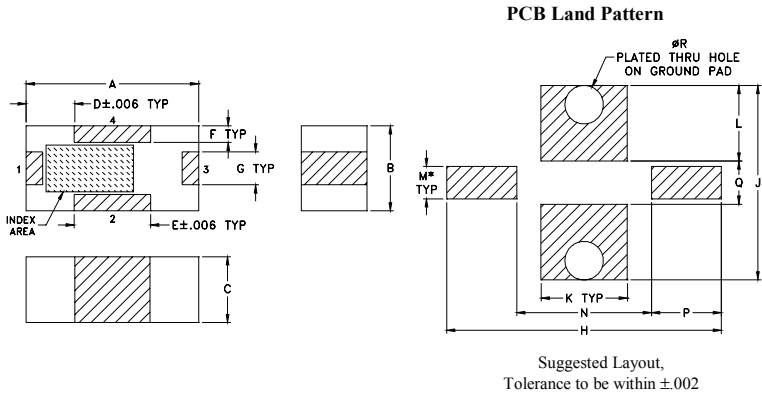 PCB Land Pattern
øR
PLATED THRU HOLE
ON GROUND PAD
A
D±.006 TYP
4
F TYP
1
3
G TYP
B
INDEX
AREA
2
E±.006 TYP
C
M*
TYP
L
Q
J
K TYP
N
P
H
Suggested Layout,
Tolerance to be within ±.002